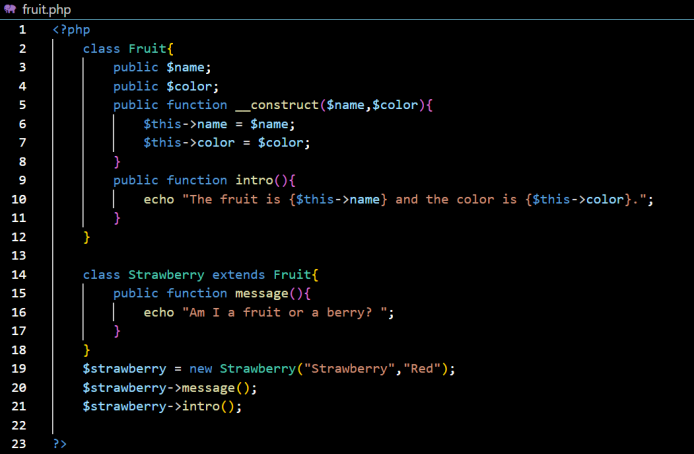 fruit.php
1 <?php
2 class Fruit{
3 public $name;
4 public $color;
5 public function __construct($name,$color){
6 $this->name = $name;
7 $this->color = $color;
8 }
9 public function intro(){
10 echo "The fruit is {$this->name} and the color is {$this->color}.";
11 }
12 }
13
14 class Strawberry extends Fruit{
15 public function message(){
16 echo "Am I a fruit or a berry? ";
17 }
18 }
19 $strawberry = new Strawberry("Strawberry","Red");
20 $strawberry->message();
21 $strawberry->intro();
22
23 ?>